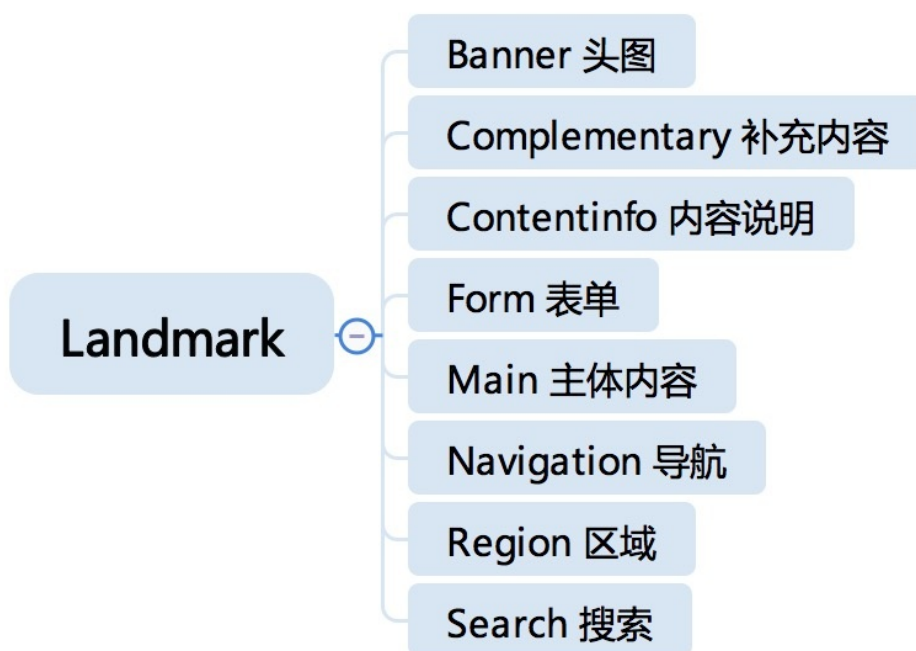 Landmark
Banner 头图
Complementary 补充内容
Contentinfo 内容说明
Form 表单
Main 主体内容
Navigation 导航
Region 区域
Search 搜索